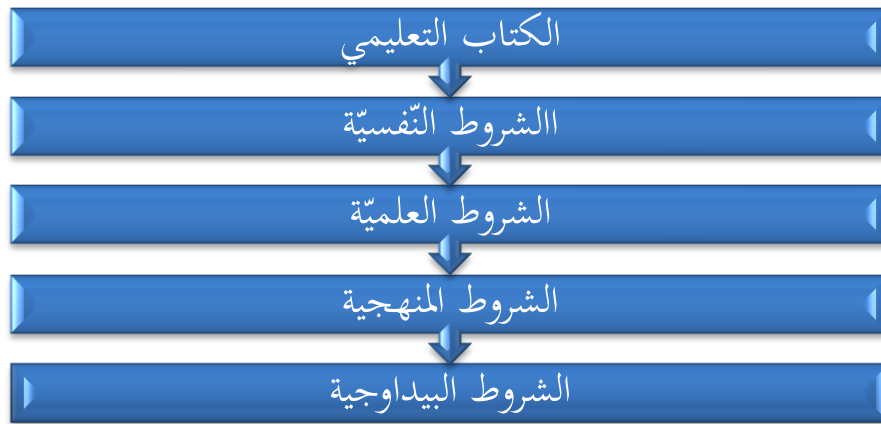 الكتاب التعليمي
االشروط النّفسيّة
الشروط العلميّة
الشروط المنهجية
الشروط البيداوجية